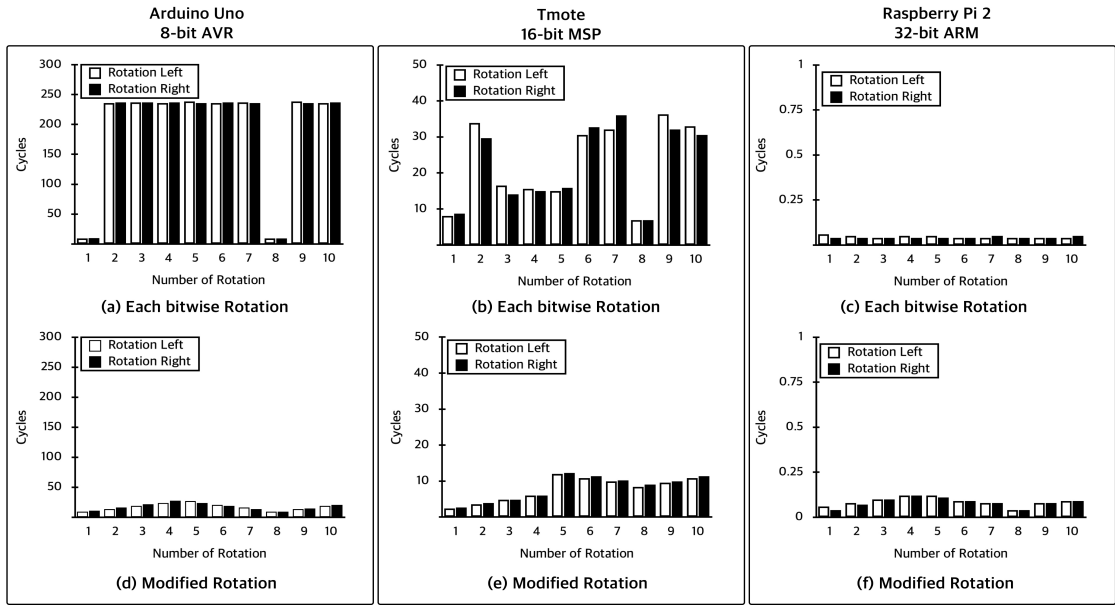 Arduino Uno
8-bit AVR
Tmote
16-bit MSP
Raspberry Pi 2
32-bit ARM
300
250
200
150
100
50
Cycles
Rotation Left
Rotation Right
1 2 3 4 5 6 7 8 9 10
Number of Rotation
(a) Each bitwise Rotation
50
40
30
20
10
Cycles
Rotation Left
Rotation Right
1 2 3 4 5 6 7 8 9 10
Number of Rotation
(b) Each bitwise Rotation
1
0.75
0.5
0.25
Cycles
Rotation Left
Rotation Right
1 2 3 4 5 6 7 8 9 10
Number of Rotation
(c) Each bitwise Rotation
300
250
200
150
100
50
Cycles
Rotation Left
Rotation Right
1 2 3 4 5 6 7 8 9 10
Number of Rotation
(d) Modified Rotation
50
40
30
20
10
Cycles
Rotation Left
Rotation Right
1 2 3 4 5 6 7 8 9 10
Number of Rotation
(e) Modified Rotation
1
0.75
0.5
0.25
0
Cycles
Rotation Left
Rotation Right
1 2 3 4 5 6 7 8 9 10
Number of Rotation
(f) Modified Rotation